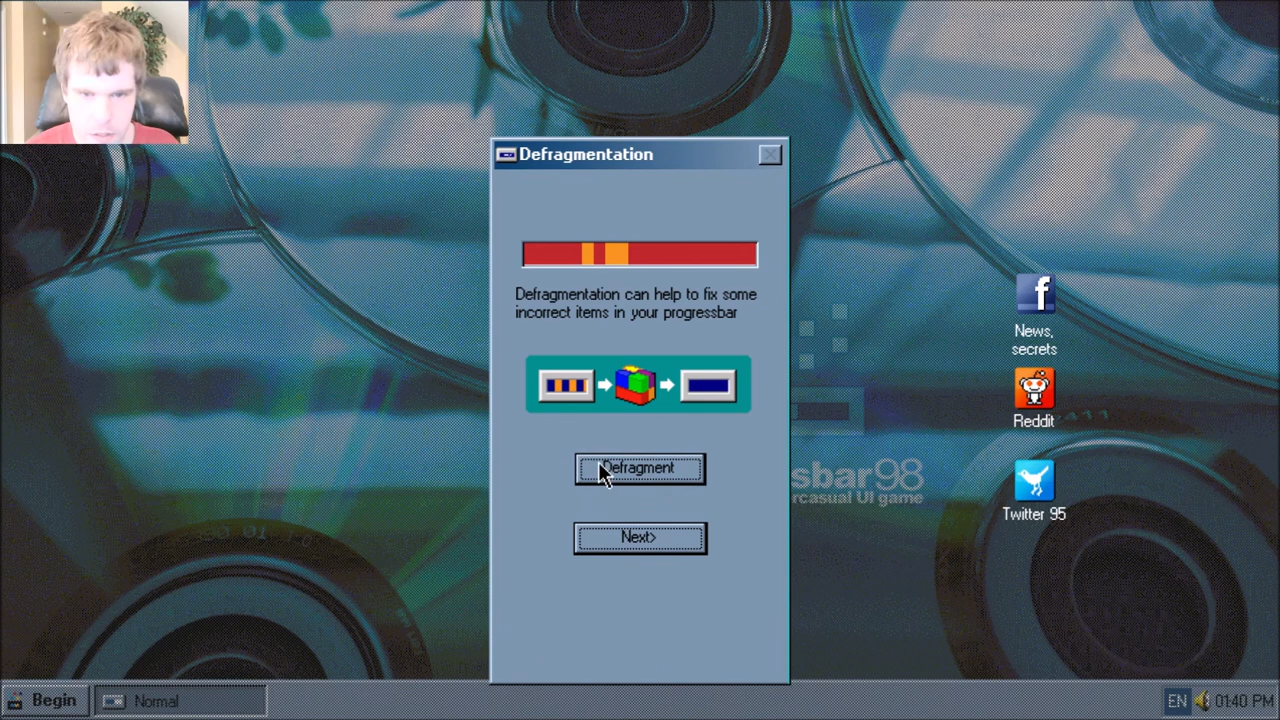 Defragmentation
Defragmentation can help to fix some
incorrect items in your progressbar
Defragment
Next>
News,
secrets
Reddit
Twitter 95
sbar98
rcasual UI game
Begin
Normal
EN
01:40 PM